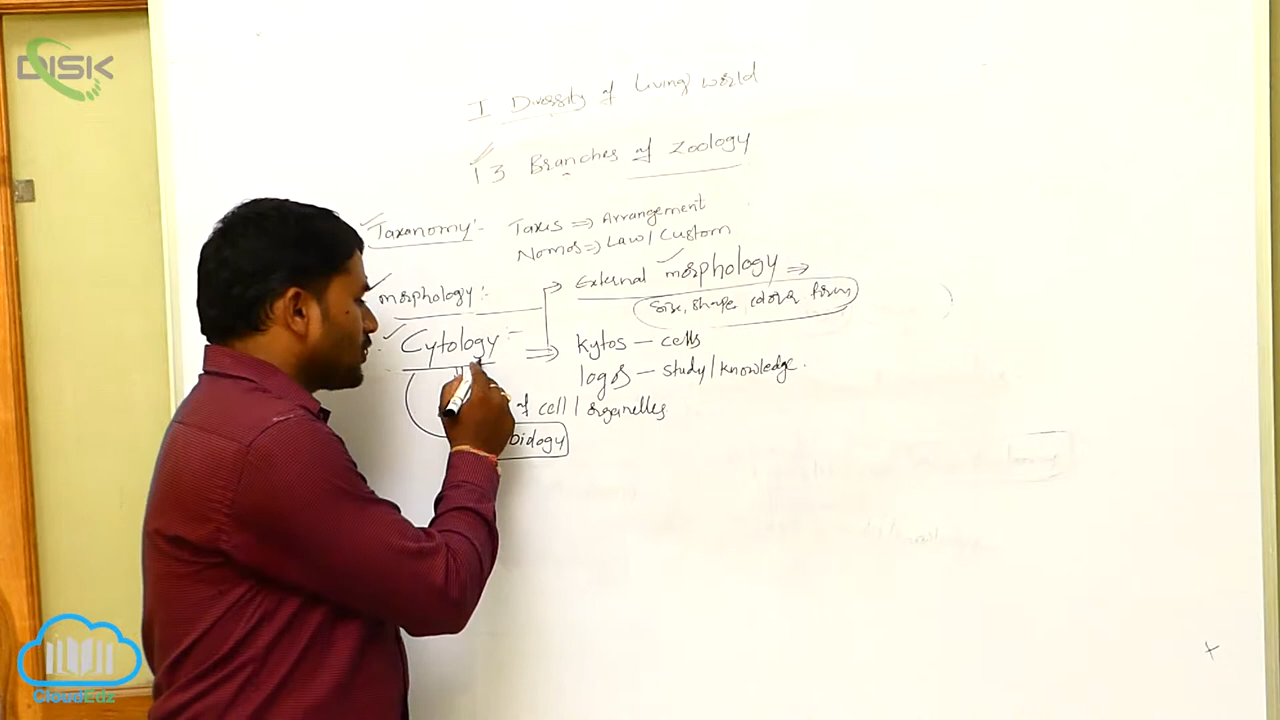 DISK
I Diversity of Living world
1 3 Branches of Zoology
Taxonomy:- Taxis => Arrangement
Nomos => Law / Custom
morphology:- External morphology =>
Size, shape, colour, form
Cytology:- => kytos - cells
logos - study / knowledge.
of cell / organelles
biology
CloudEdz